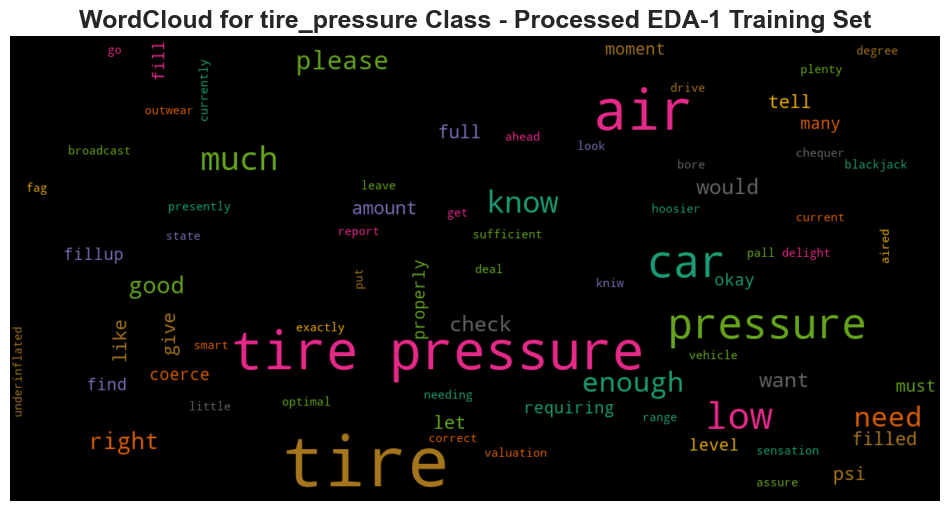 WordCloud for tire_pressure Class - Processed EDA-1 Training Set
go
fill
currently
please
moment
degree
plenty
drive
tell
outwear
air
many
full
ahead
look
broadcast
much
chequer
bore
blackjack
fag
leave
would
presently
amount
get
know
hoosier
current
state
report
sufficient
aired
fillup
car
pall
delight
deal
okay
good
put
properly
kniw
like
give
exactly
check
pressure
smart
tire pressure
vehicle
underinflated
find
coerce
enough
want
must
needing
little
optimal
requiring
range
low
need
let
right
correct
level
filled
tire
valuation
sensation
psi
assure